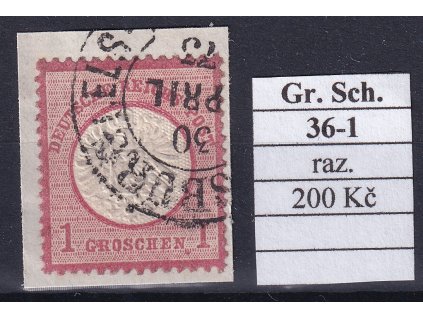 DEUTSCHE REICHS-POST
1 GROSCHEN 1
30
PRIL
Gr. Sch.
36-1
raz.
200 Kč